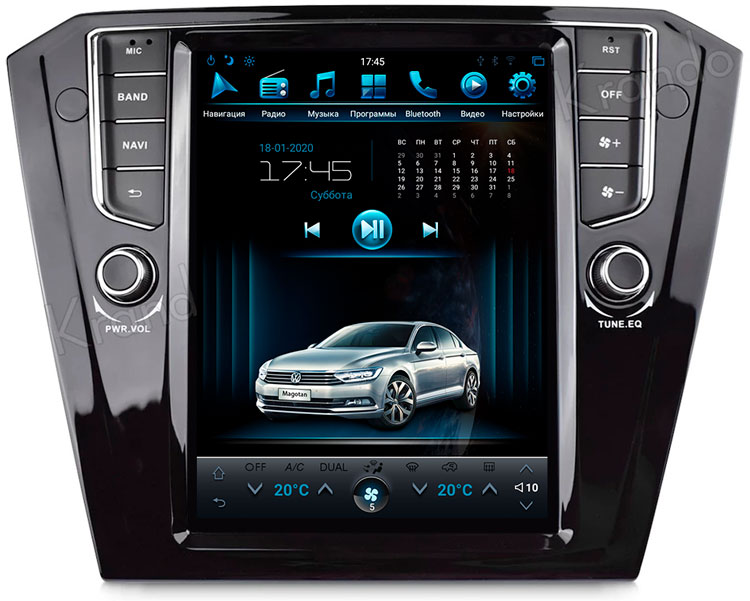 MIC
BAND
NAVI
PWR.VOL
17:45
Навигация Радио Музыка Программы Bluetooth Видео Настройки
18-01-2020
17:45
Суббота
ВС ПН ВТ СР ЧТ ПТ СБ
29 30 31 1 2 3 4
5 6 7 8 9 10 11
12 13 14 15 16 17 18
19 20 21 22 23 24 25
26 27 28 29 30 31 1
2 3 4 5 6 7 8
Magotan
OFF A/C DUAL
20°C 5 20°C 10
RST
OFF
+
−
TUNE.EQ
Krando
Krando